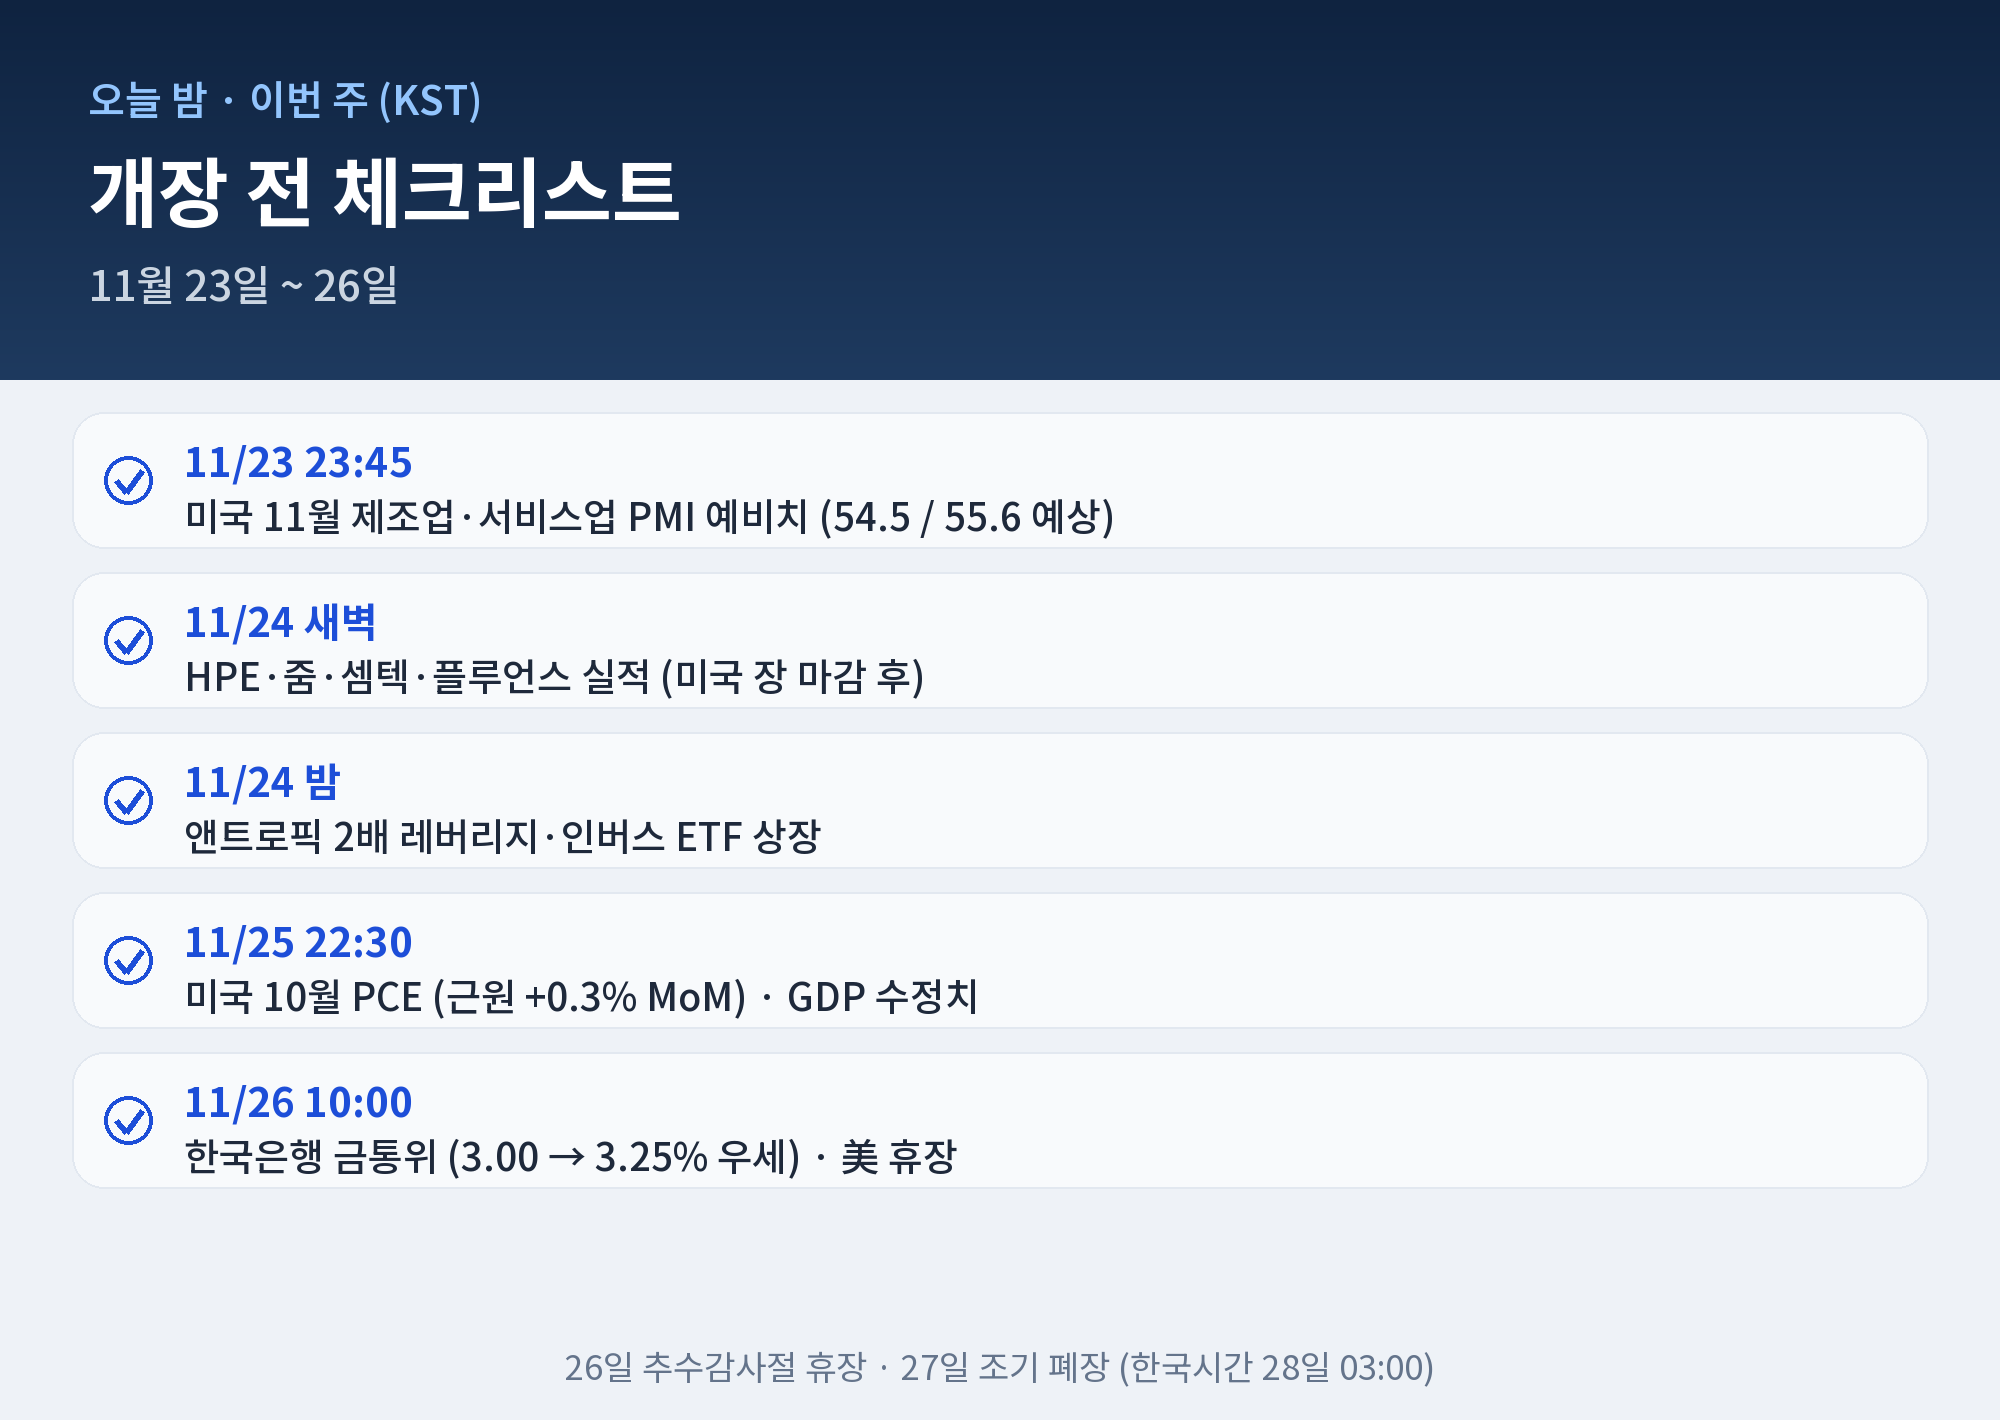 오늘 밤 · 이번 주 (KST)
개장 전 체크리스트
11월 23일 ~ 26일
11/23 23:45
미국 11월 제조업·서비스업 PMI 예비치 (54.5 / 55.6 예상)
11/24 새벽
HPE·줌·셈텍·플루언스 실적 (미국 장 마감 후)
11/24 밤
앤트로픽 2배 레버리지·인버스 ETF 상장
11/25 22:30
미국 10월 PCE (근원 +0.3% MoM) · GDP 수정치
11/26 10:00
한국은행 금통위 (3.00 → 3.25% 우세) · 美 휴장
26일 추수감사절 휴장 · 27일 조기 폐장 (한국시간 28일 03:00)